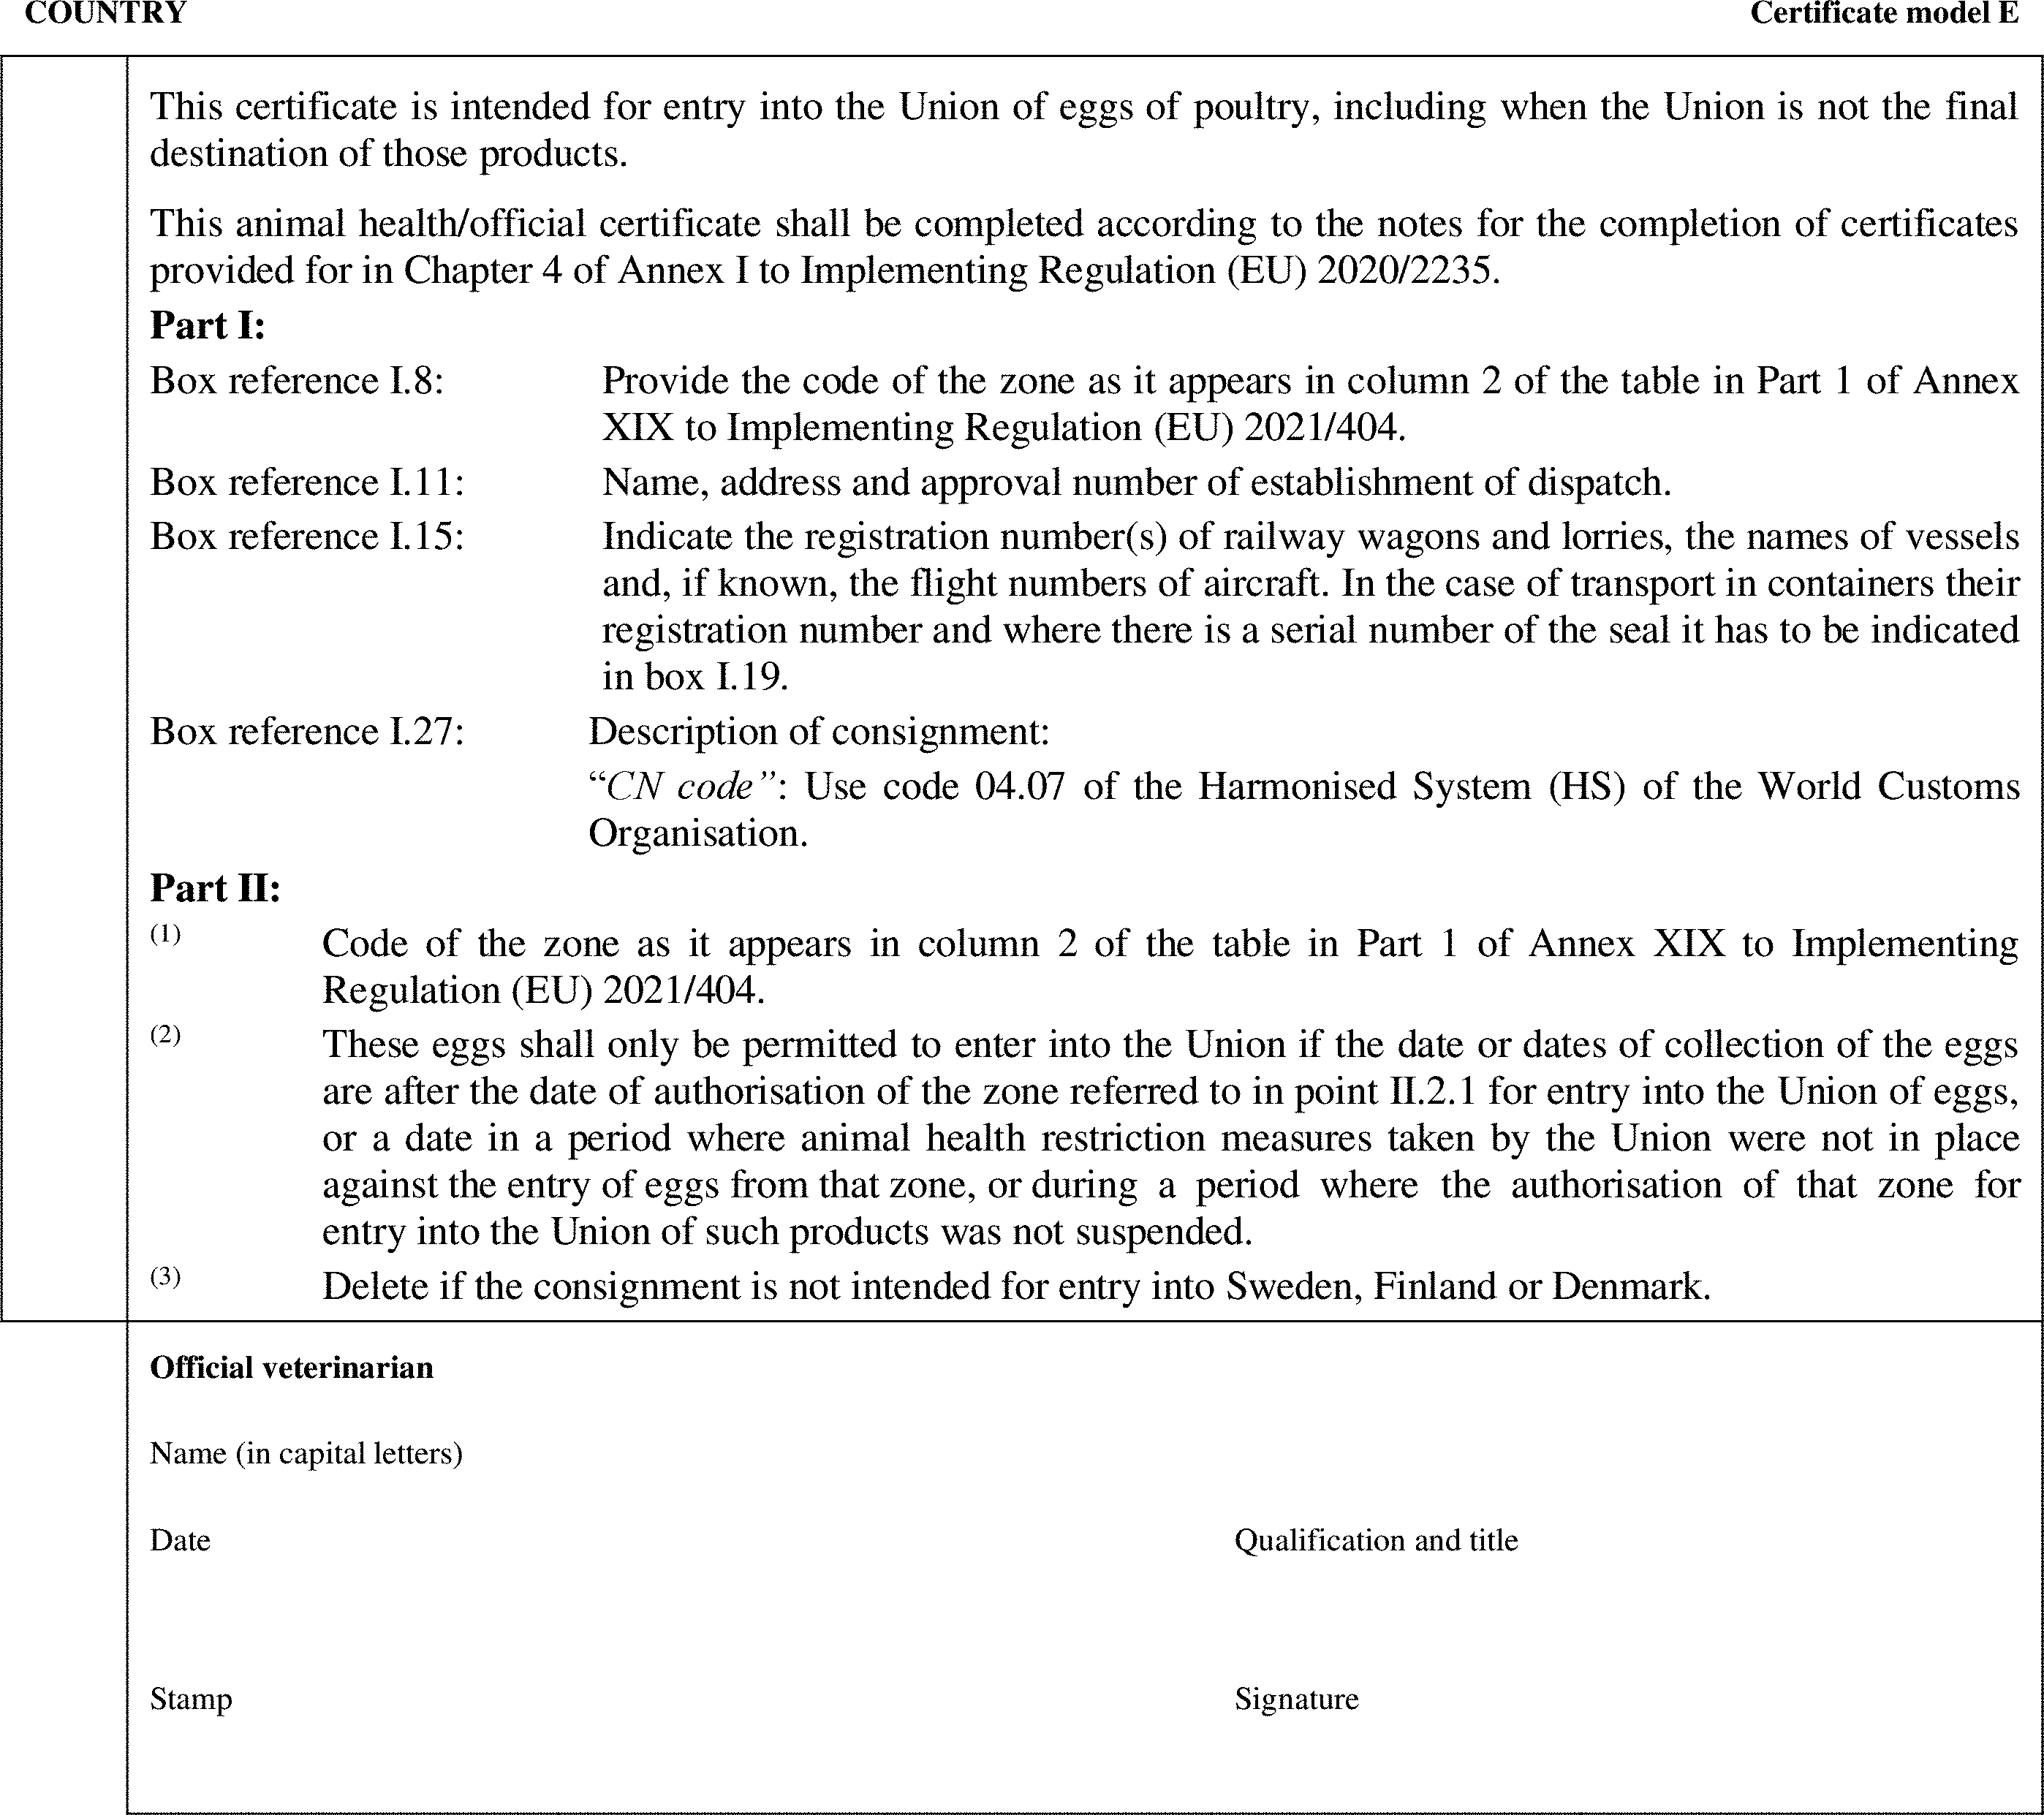 COUNTRY Certificate model E
This certificate is intended for entry into the Union of eggs of poultry, including when the Union is not the final
destination of those products.
This animal health/official certificate shall be completed according to the notes for the completion of certificates
provided for in Chapter 4 of Annex I to Implementing Regulation (EU) 2020/2235.
Part I:
Box reference I.8: Provide the code of the zone as it appears in column 2 of the table in Part 1 of Annex
XIX to Implementing Regulation (EU) 2021/404.
Box reference I.11: Name, address and approval number of establishment of dispatch.
Box reference I.15: Indicate the registration number(s) of railway wagons and lorries, the names of vessels
and, if known, the flight numbers of aircraft. In the case of transport in containers their
registration number and where there is a serial number of the seal it has to be indicated
in box I.19.
Box reference I.27: Description of consignment:
“CN code”: Use code 04.07 of the Harmonised System (HS) of the World Customs
Organisation.
Part II:
(1) Code of the zone as it appears in column 2 of the table in Part 1 of Annex XIX to Implementing
Regulation (EU) 2021/404.
(2) These eggs shall only be permitted to enter into the Union if the date or dates of collection of the eggs
are after the date of authorisation of the zone referred to in point II.2.1 for entry into the Union of eggs,
or a date in a period where animal health restriction measures taken by the Union were not in place
against the entry of eggs from that zone, or during a period where the authorisation of that zone for
entry into the Union of such products was not suspended.
(3) Delete if the consignment is not intended for entry into Sweden, Finland or Denmark.
Official veterinarian
Name (in capital letters)
Date Qualification and title
Stamp Signature